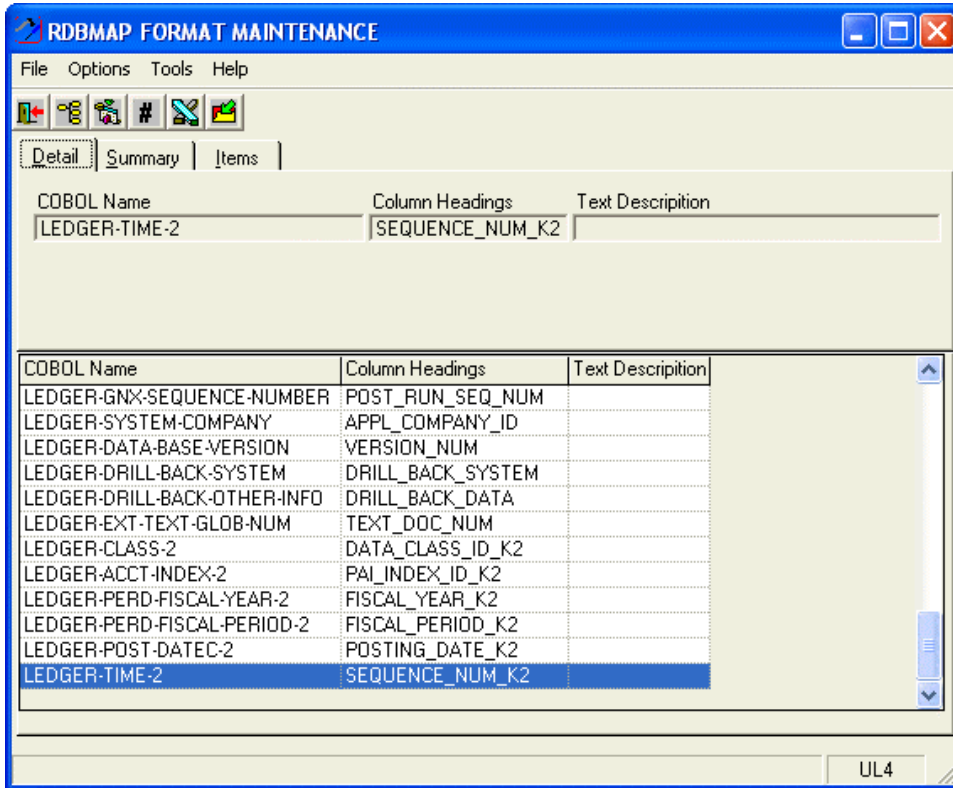 RDBMAP FORMAT MAINTENANCE
File Options Tools Help
#
Detail Summary Items
COBOL Name Column Headings Text Descripition
LEDGER-TIME-2 SEQUENCE_NUM_K2
COBOL Name Column Headings Text Descripition
LEDGER-GNX-SEQUENCE-NUMBER POST_RUN_SEQ_NUM
LEDGER-SYSTEM-COMPANY APPL_COMPANY_ID
LEDGER-DATA-BASE-VERSION VERSION_NUM
LEDGER-DRILL-BACK-SYSTEM DRILL_BACK_SYSTEM
LEDGER-DRILL-BACK-OTHER-INFO DRILL_BACK_DATA
LEDGER-EXT-TEXT-GLOB-NUM TEXT_DOC_NUM
LEDGER-CLASS-2 DATA_CLASS_ID_K2
LEDGER-ACCT-INDEX-2 PAI_INDEX_ID_K2
LEDGER-PERD-FISCAL-YEAR-2 FISCAL_YEAR_K2
LEDGER-PERD-FISCAL-PERIOD-2 FISCAL_PERIOD_K2
LEDGER-POST-DATEC-2 POSTING_DATE_K2
LEDGER-TIME-2 SEQUENCE_NUM_K2
UL4